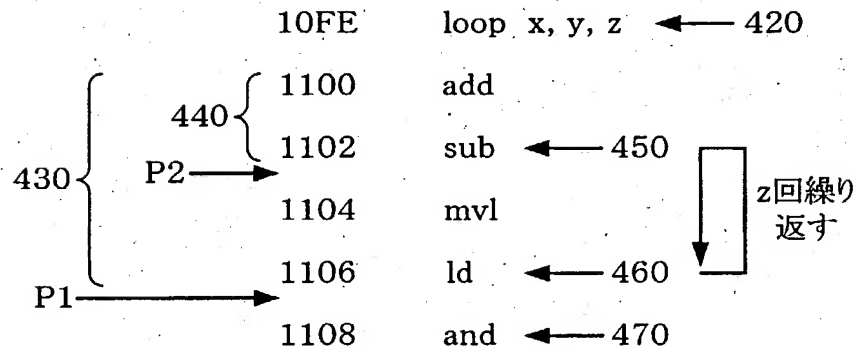 10FE loop x, y, z 420
1100 add
440
1102 sub 450
430 P2 z回繰り
1104 mvl 返す
1106 ld 460
P1
1108 and 470